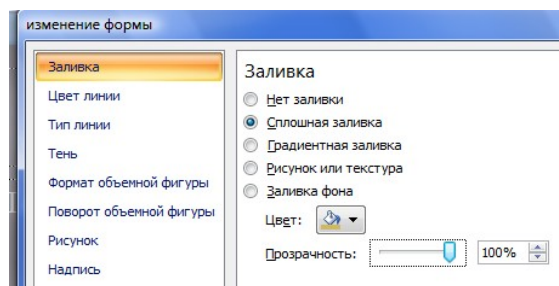 изменение формы
Заливка
Цвет линии
Тип линии
Тень
Формат объемной фигуры
Поворот объемной фигуры
Рисунок
Надпись
Заливка
Нет заливки
Сплошная заливка
Градиентная заливка
Рисунок или текстура
Заливка фона
Цвет:
Прозрачность: 100%